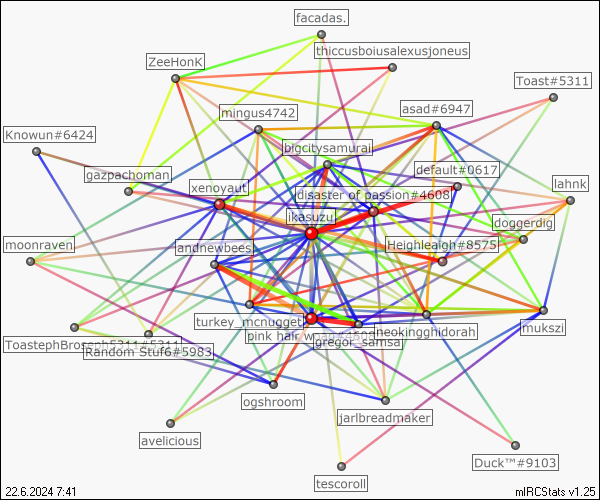 facadas.
thiccusboiusalexusjoneus
ZeeHonK
Toast#5311
mingus4742
asad#6947
Knowun#6424
bigcitysamurai
gazpachoman
default#0617
xenoyaut
disaster of passion#4608
lahnk
ikasuzu
doggerdig
moonraven
andnewbees
Heighleaigh#8575
turkey_mcnugget
neokingghidorah
mukszi
pink hair
gregor_samsa
ToastephBroseph5311#5311
Random Stuf6#5983
ogshroom
jarlbreadmaker
avelicious
Duck™#9103
tescoroll
22.6.2024 7:41
mIRCStats v1.25